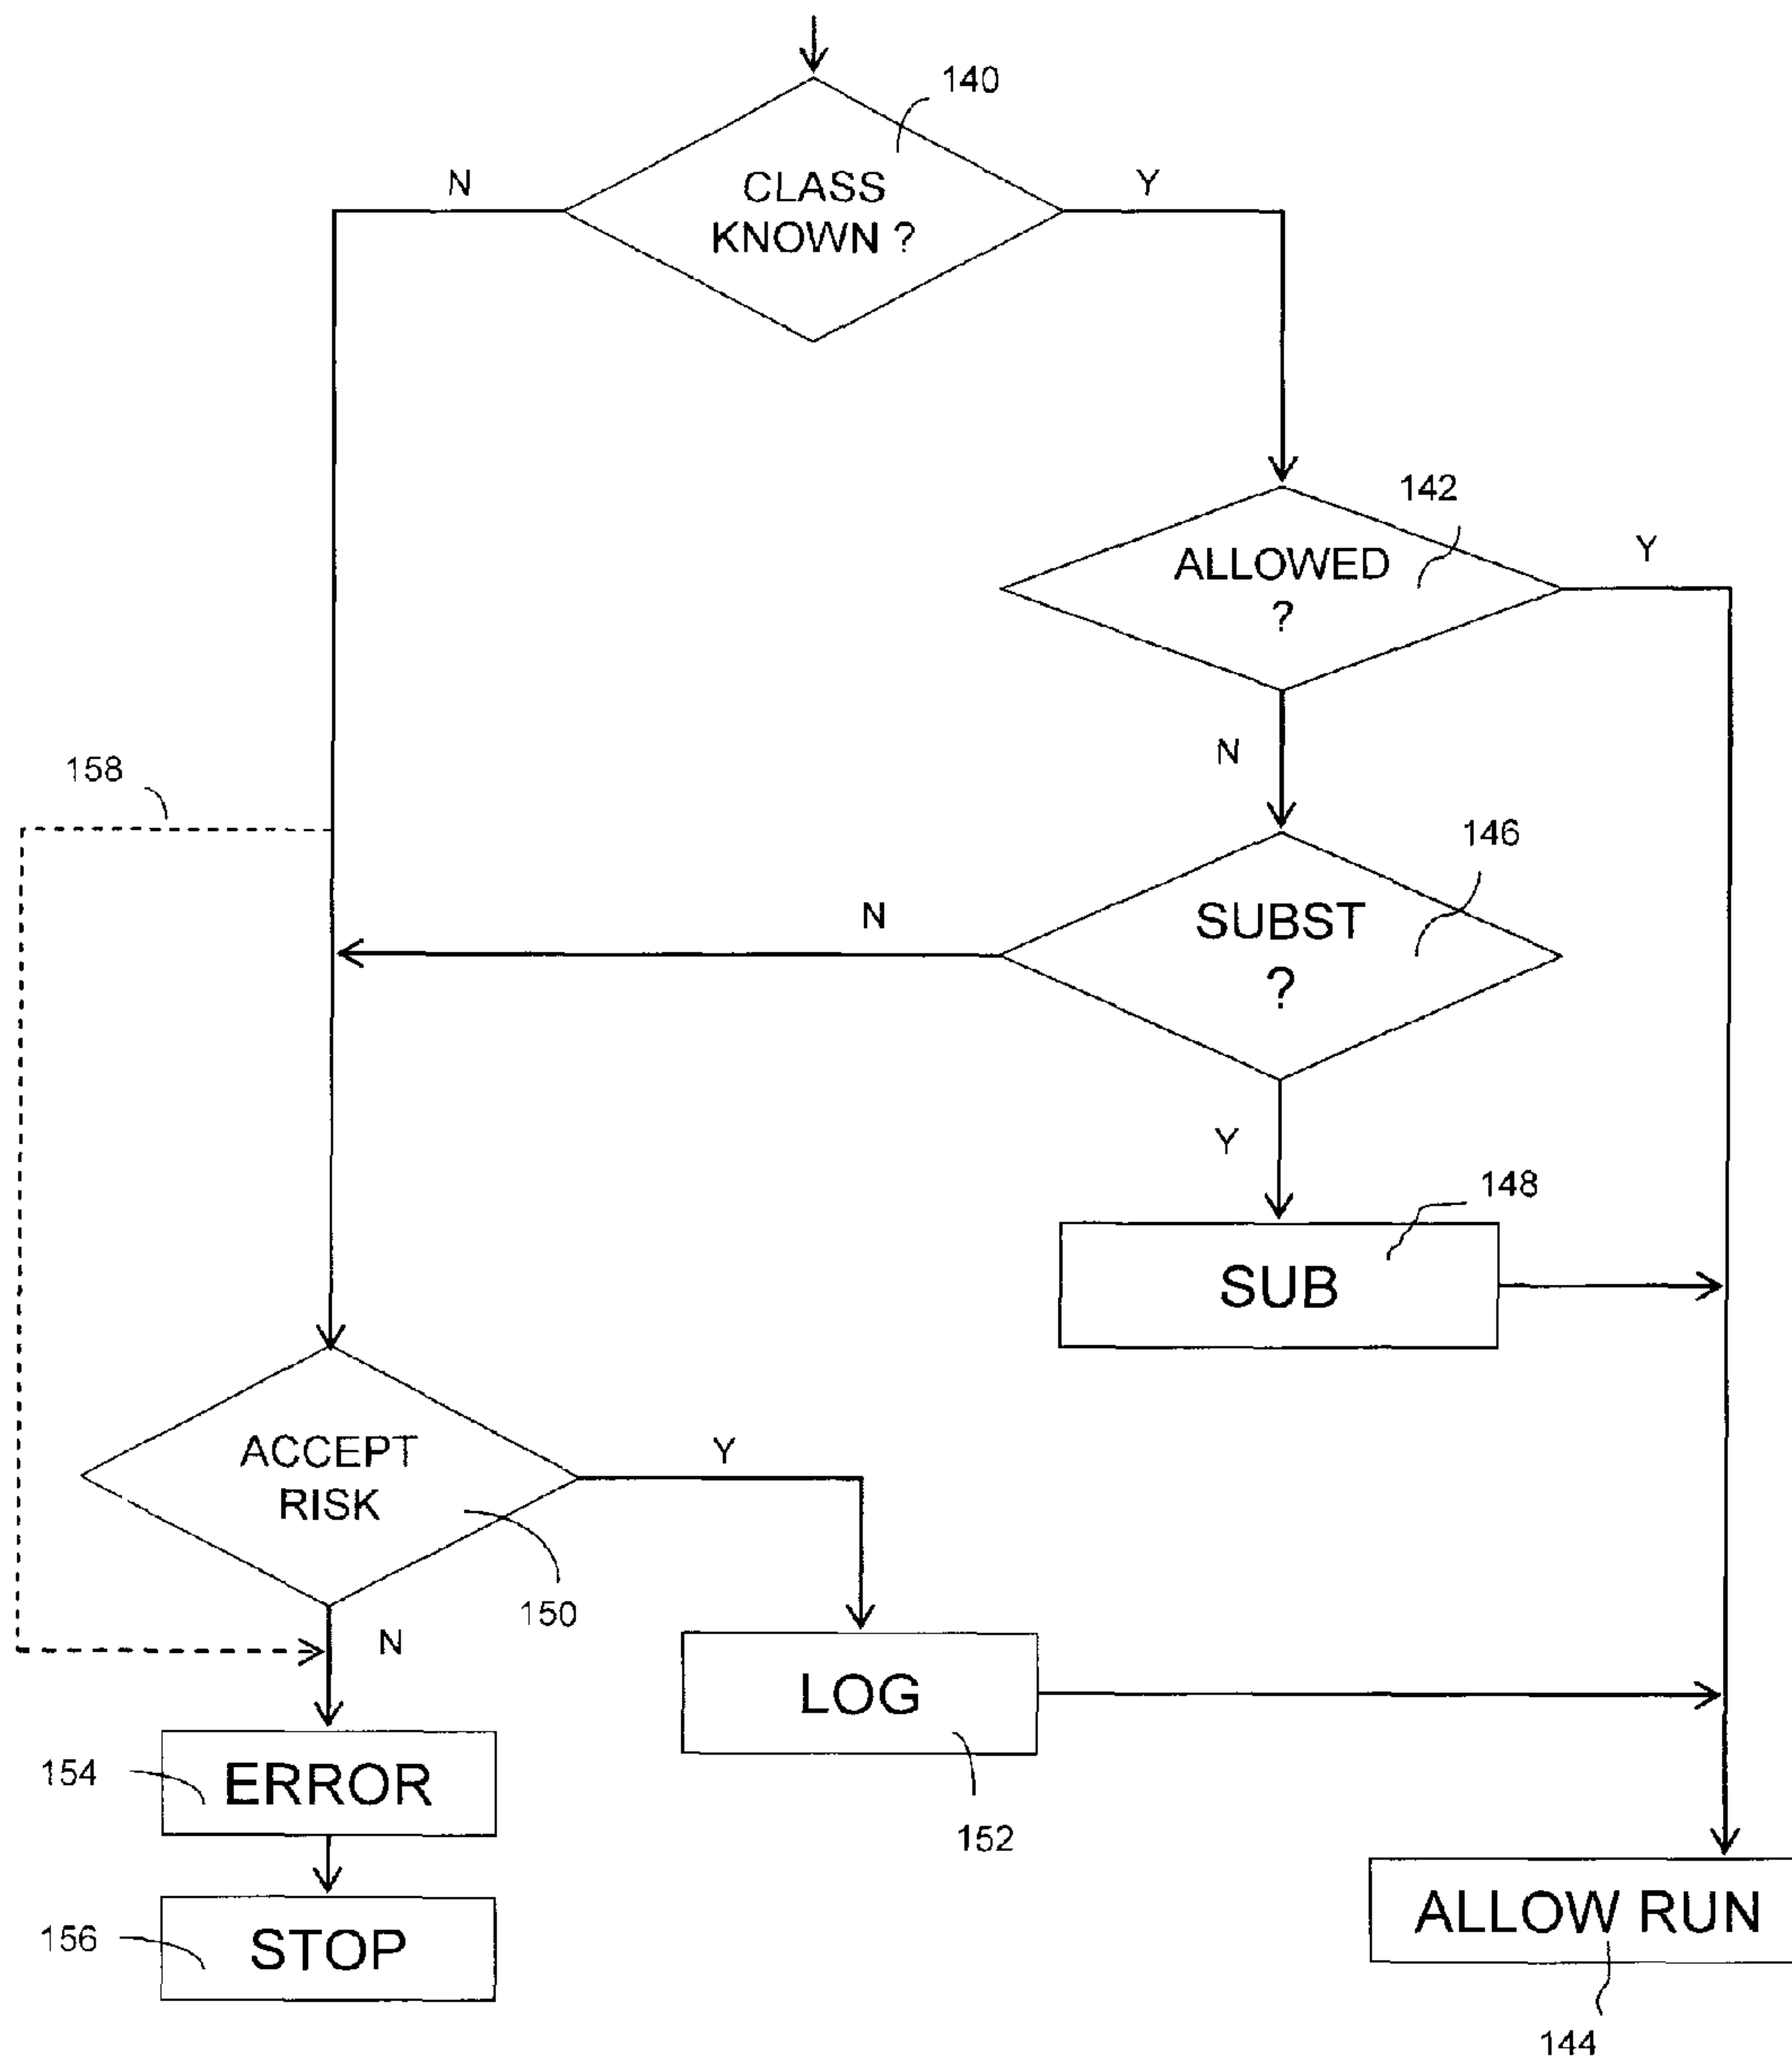 140
N
Y
CLASS
KNOWN ?
142
Y
ALLOWED
?
N
158
146
N
SUBST
?
Y
148
SUB
Y
ACCEPT
RISK
150
N
LOG
154
ERROR
152
156
STOP
ALLOW RUN
144